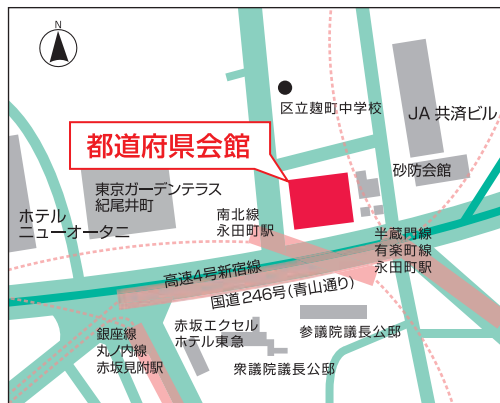 N
区立麹町中学校
JA 共済ビル
都道府県会館
砂防会館
東京ガーデンテラス
紀尾井町
ホテル
ニューオータニ
南北線
永田町駅
半蔵門線
有楽町線
永田町駅
高速4号新宿線
国道246号(青山通り)
銀座線
丸ノ内線
赤坂見附駅
赤坂エクセル
ホテル東急
参議院議長公邸
衆議院議長公邸